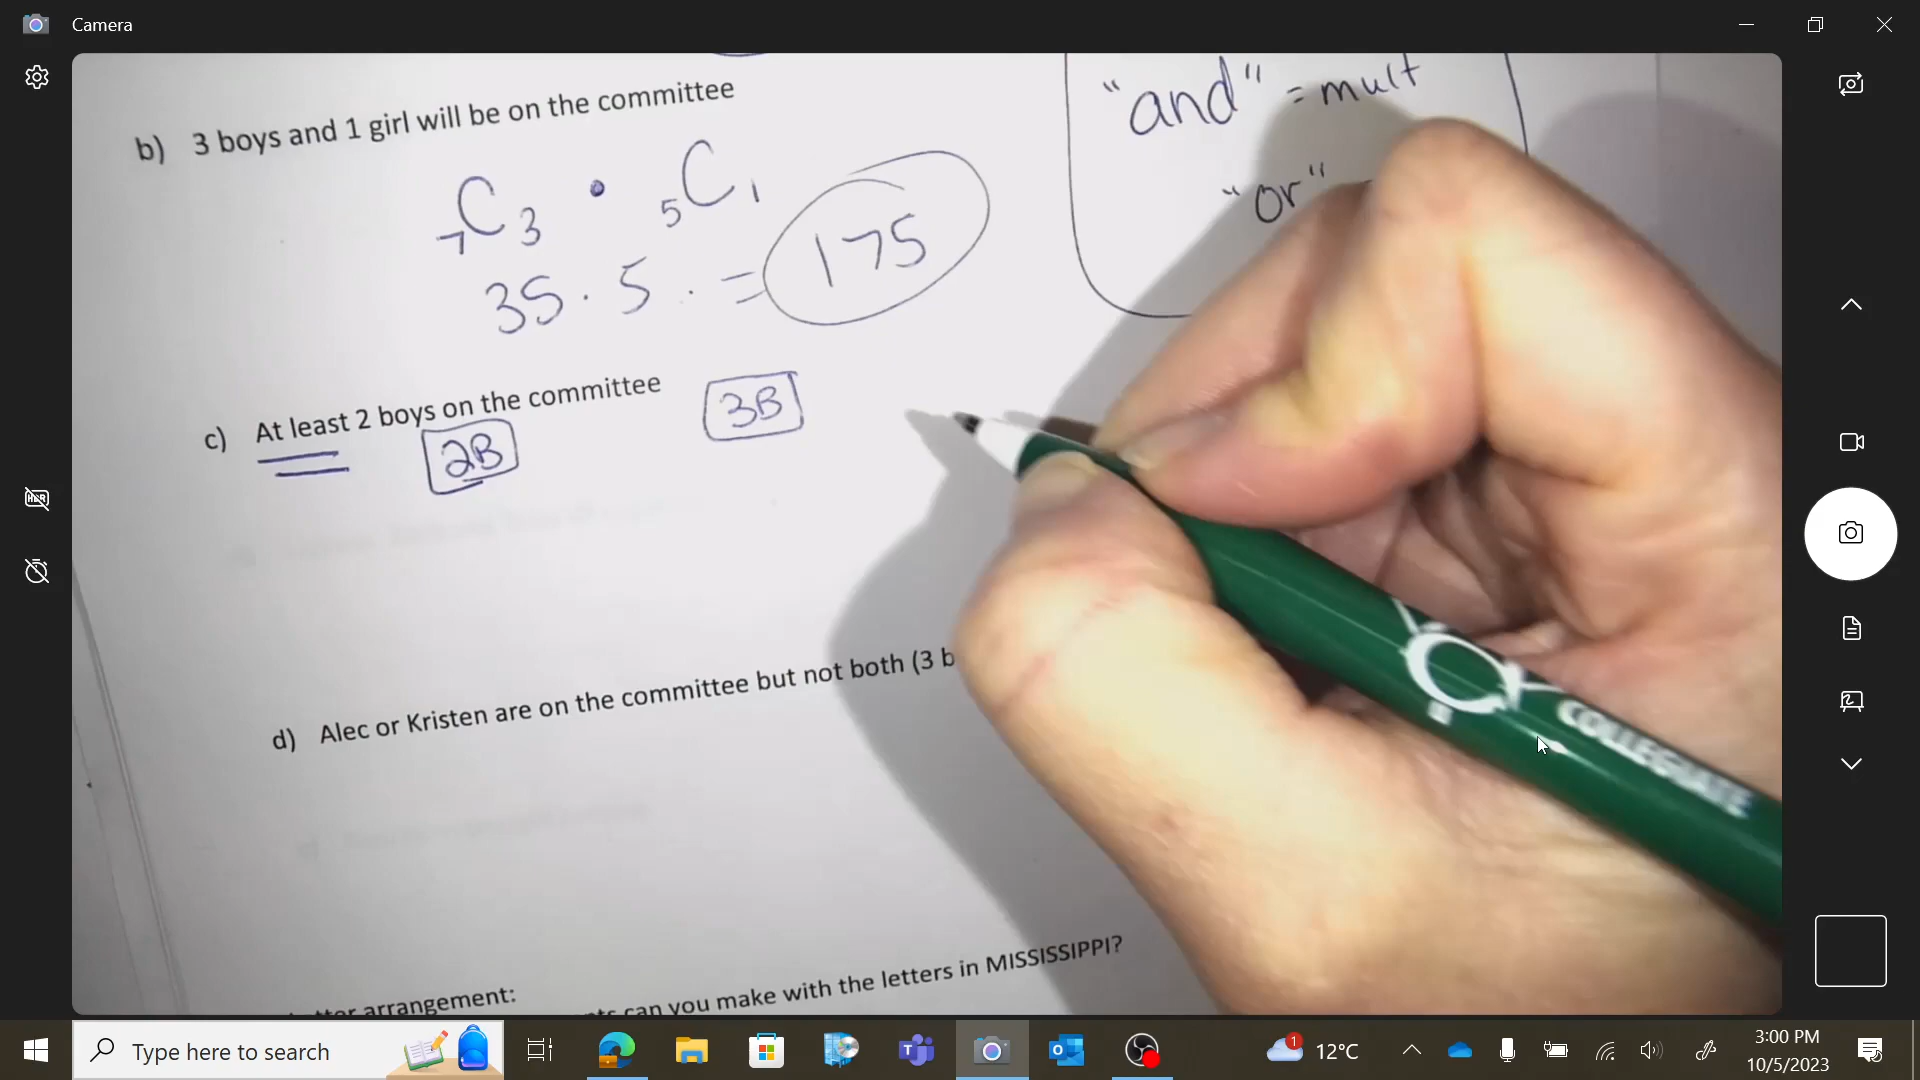 Camera
b) 3 boys and 1 girl will be on the committee
7C3 • 5C1
35 · 5 · = 175
"and" = mult
"or"
c) At least 2 boys on the committee
2B
3B
d) Alec or Kristen are on the committee but not both (3 b
arrangement:
can you make with the letters in MISSISSIPPI?
COLLEGIATE
Type here to search
1
12°C
3:00 PM
10/5/2023